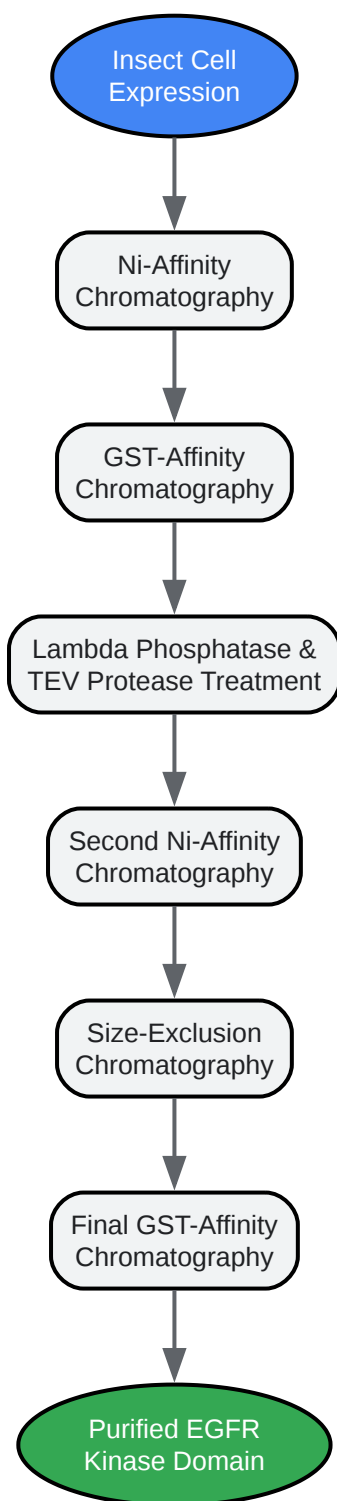 Insect Cell
Expression
Ni-Affinity
Chromatography
GST-Affinity
Chromatography
Lambda Phosphatase &
TEV Protease Treatment
Second Ni-Affinity
Chromatography
Size-Exclusion
Chromatography
Final GST-Affinity
Chromatography
Purified EGFR
Kinase Domain